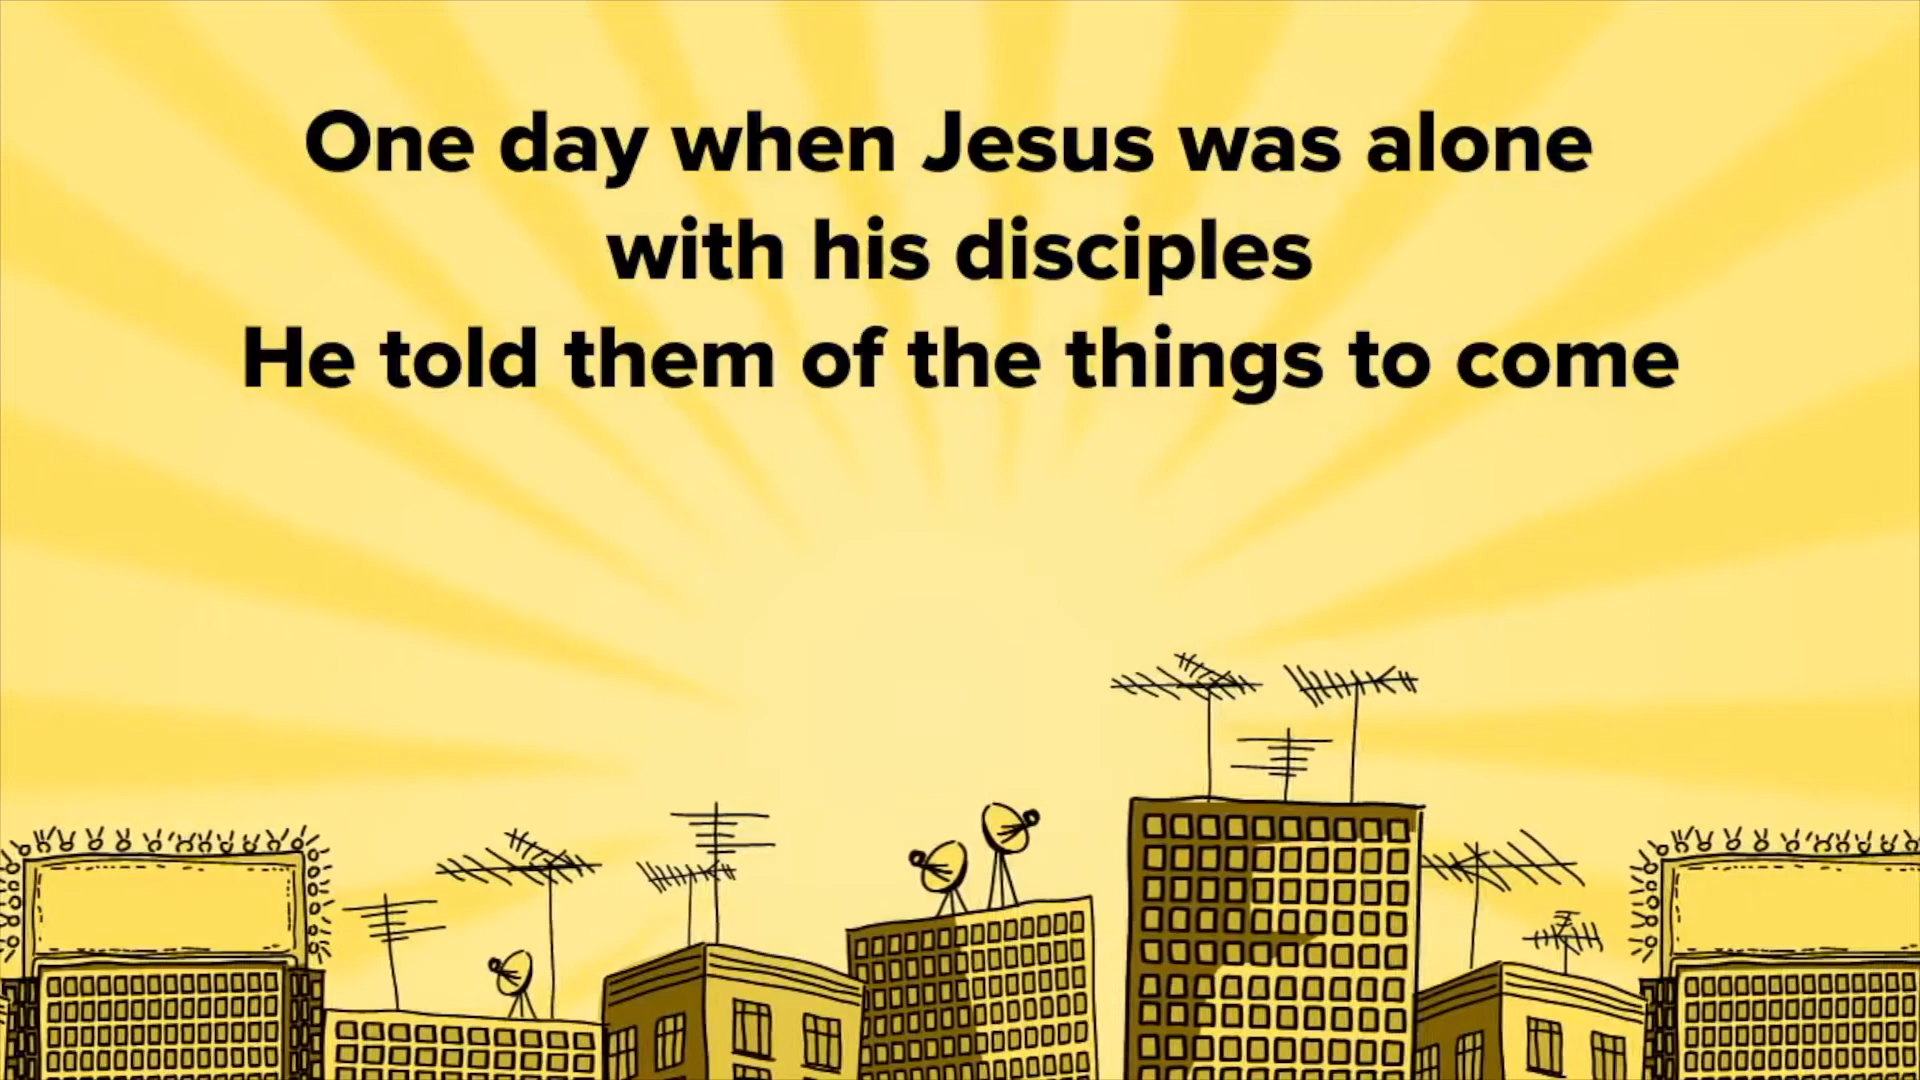 One day when Jesus was alone
with his disciples
He told them of the things to come